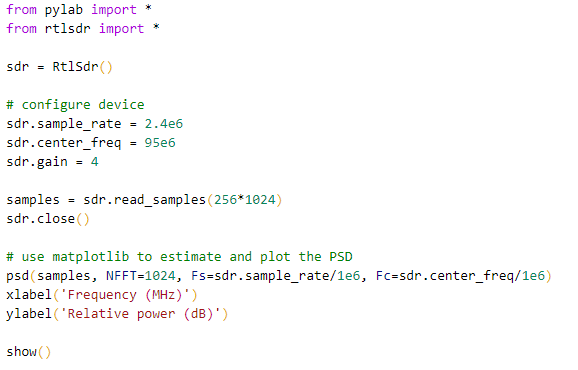 from pylab import *
from rtlsdr import *
sdr = RtlSdr()
# configure device
sdr.sample_rate = 2.4e6
sdr.center_freq = 95e6
sdr.gain = 4
samples = sdr.read_samples(256*1024)
sdr.close()
# use matplotlib to estimate and plot the PSD
psd(samples, NFFT=1024, Fs=sdr.sample_rate/1e6, Fc=sdr.center_freq/1e6)
xlabel('Frequency (MHz)')
ylabel('Relative power (dB)')
show()